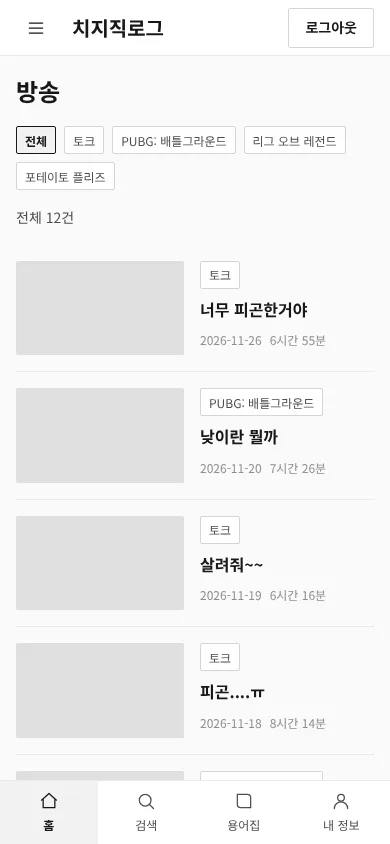 치지직로그
로그아웃
방송
전체
토크
PUBG: 배틀그라운드
리그 오브 레전드
포테이토 플리즈
전체 12건
토크
너무 피곤한거야
2026-11-26 6시간 55분
PUBG: 배틀그라운드
낮이란 뭘까
2026-11-20 7시간 26분
토크
살려줘~~
2026-11-19 6시간 16분
토크
피곤....ㅠ
2026-11-18 8시간 14분
홈
검색
용어집
내 정보